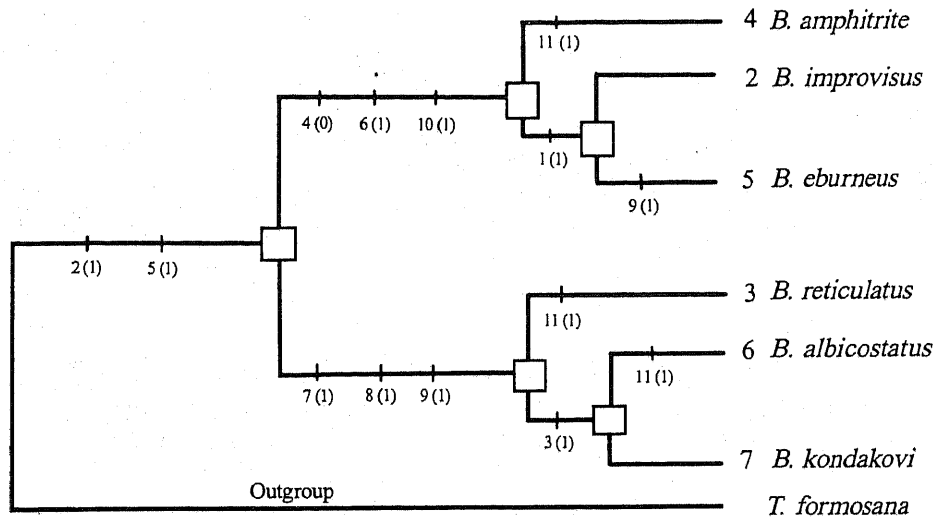 4 B. amphitrite
11 (1)
2 B. improvisus
4 (0) 6 (1) 10 (1)
1 (1)
5 B. eburneus
9 (1)
2 (1) 5 (1)
3 B. reticulatus
11 (1)
6 B. albicostatus
11 (1)
7 (1) 8 (1) 9 (1)
3 (1)
7 B. kondakovi
Outgroup
T. formosana